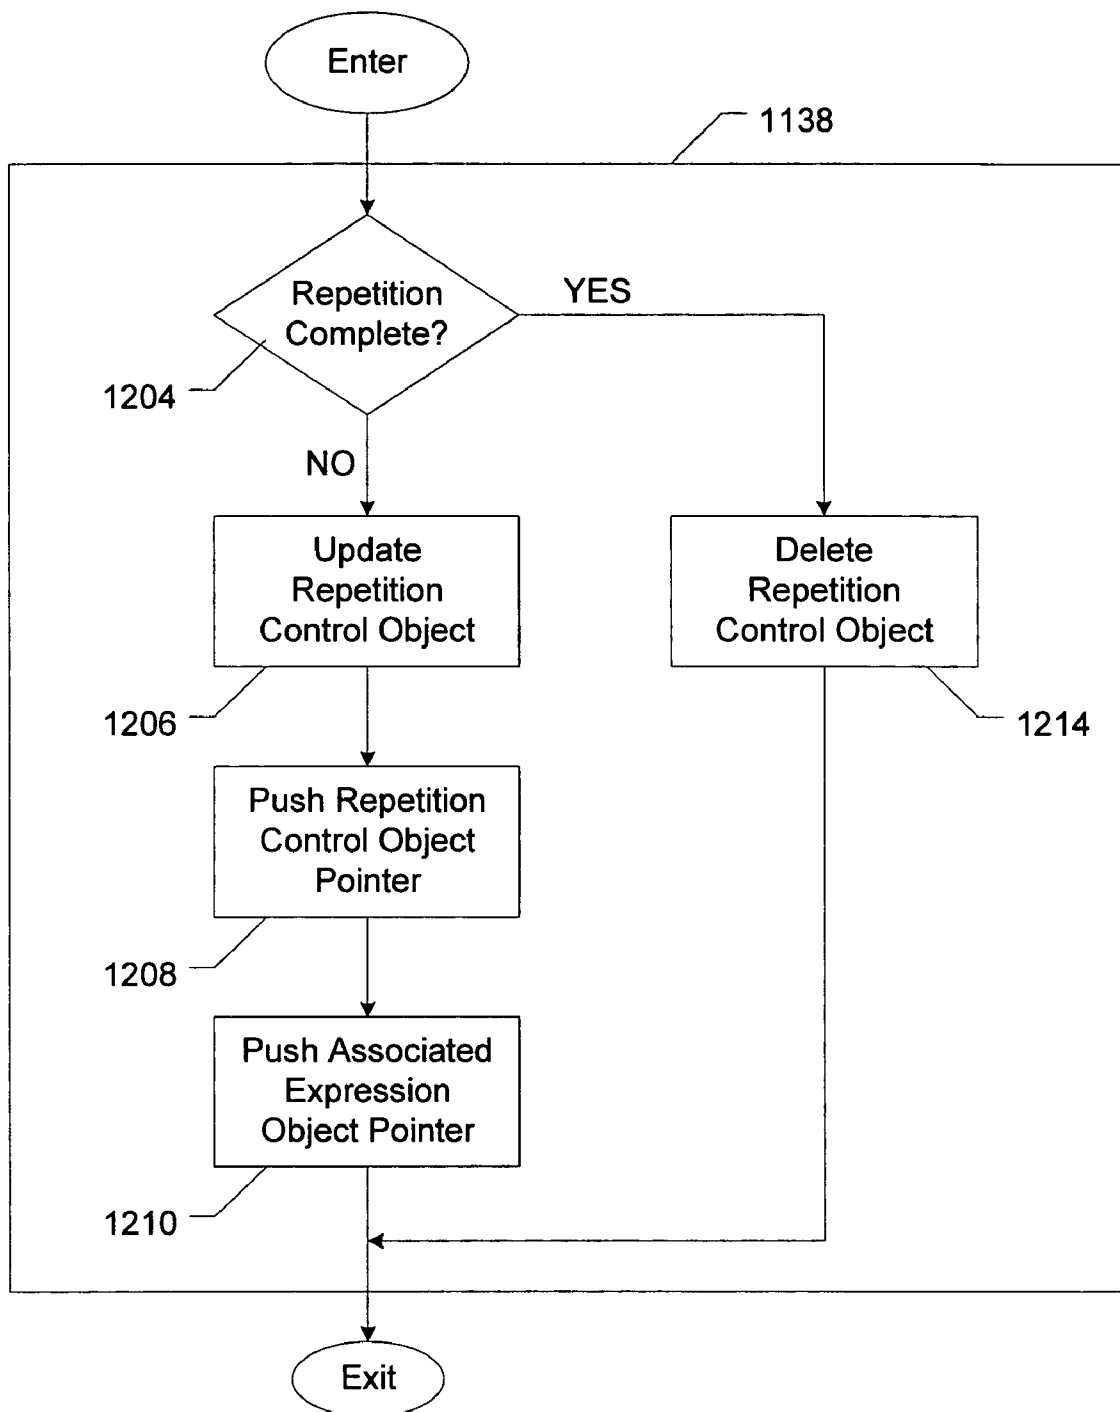 Enter
1138
Repetition
Complete?
YES
1204
NO
Update
Repetition
Control Object
Delete
Repetition
Control Object
1206
1214
Push Repetition
Control Object
Pointer
1208
Push Associated
Expression
Object Pointer
1210
Exit